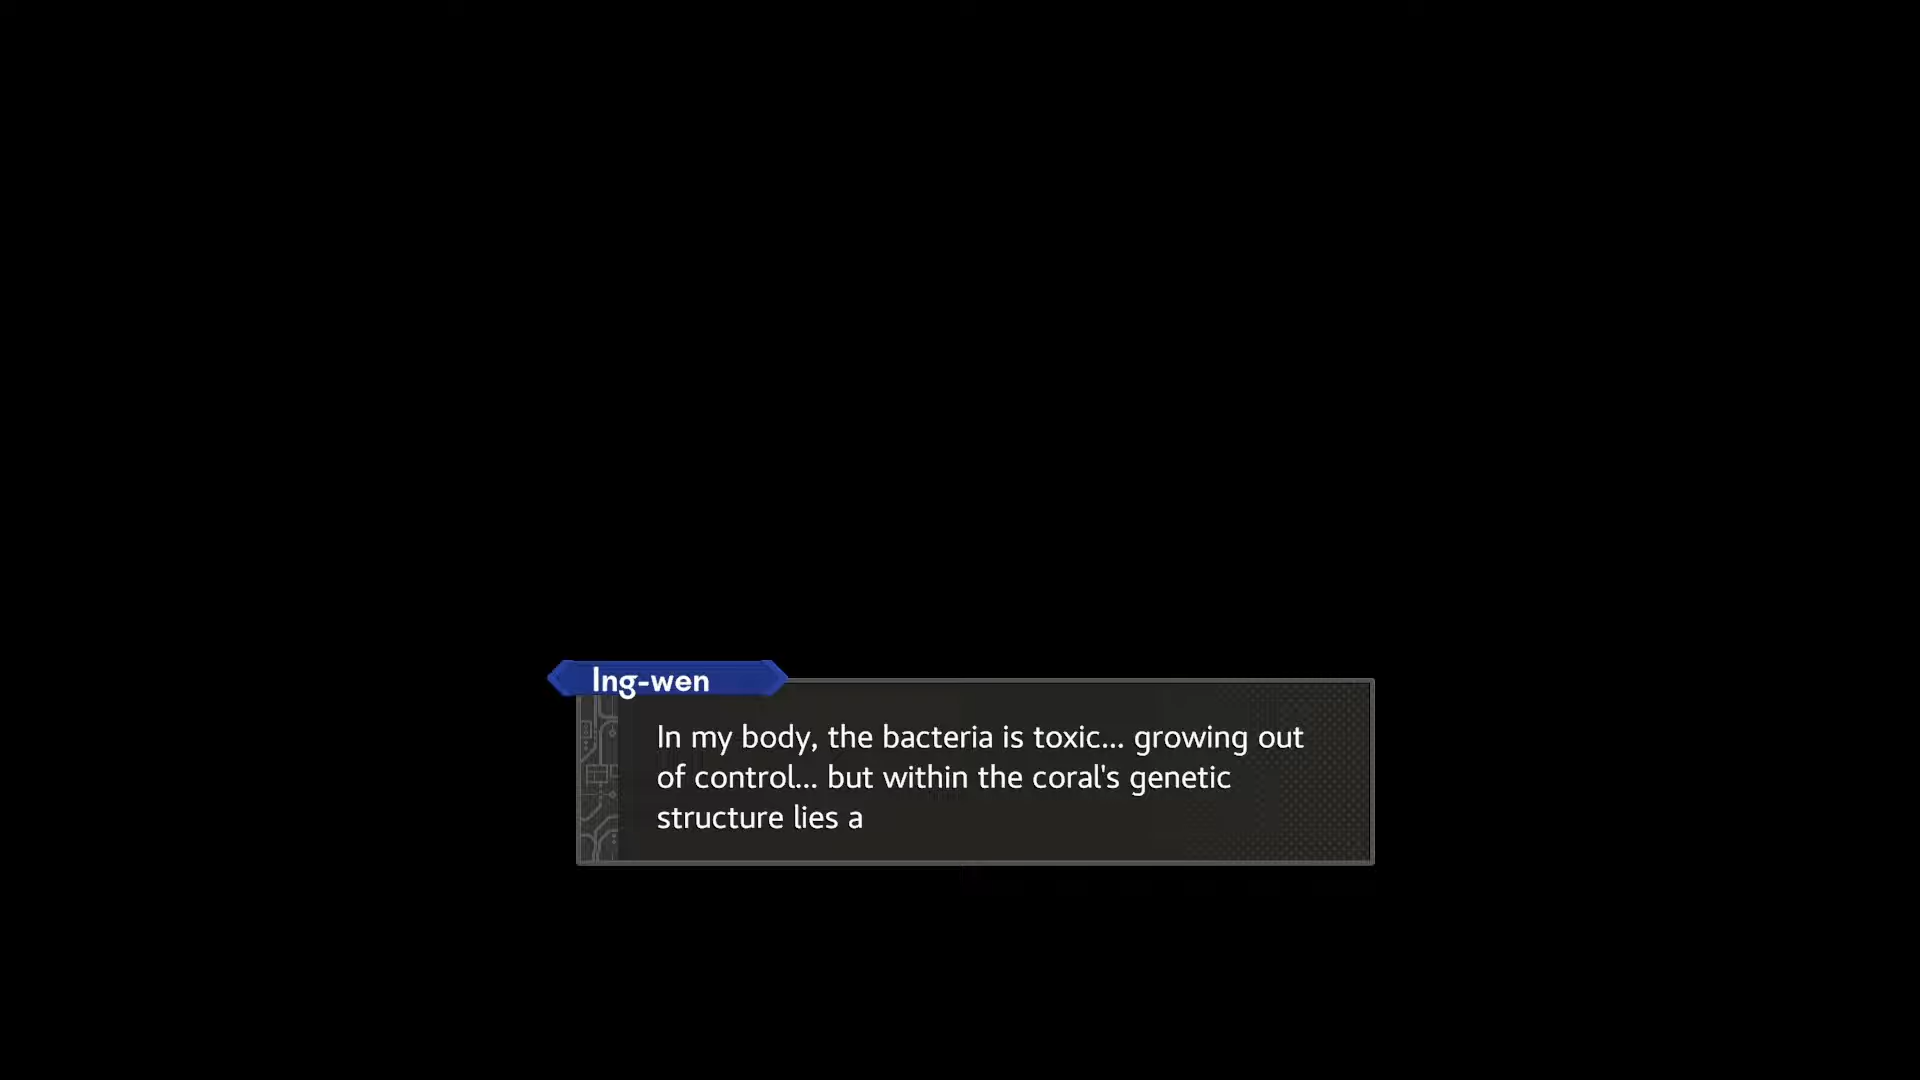 Ing-wen
In my body, the bacteria is toxic... growing out
of control... but within the coral's genetic
structure lies a